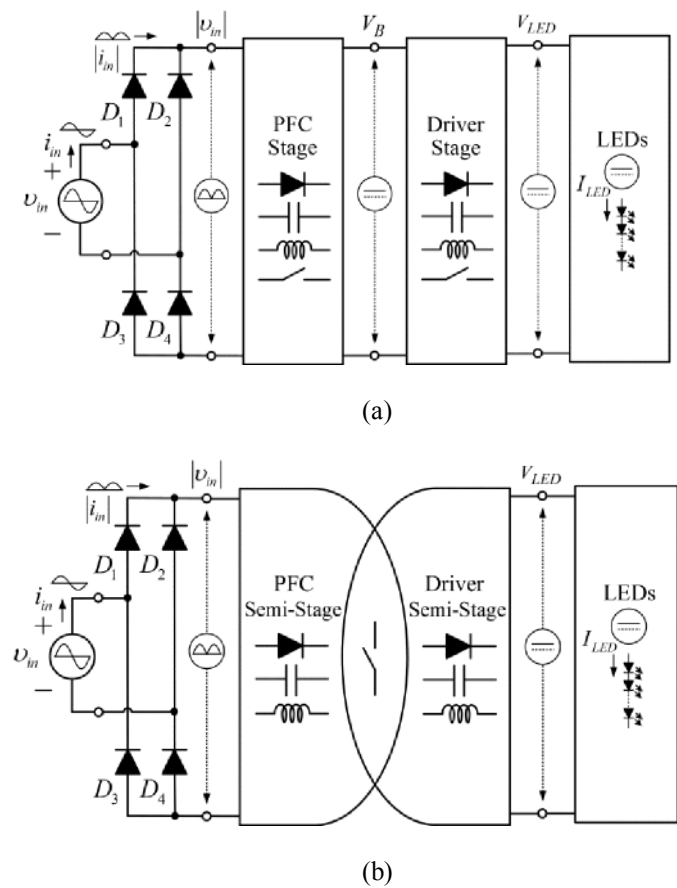 |i_in|
|υ_in|
V_B
V_LED
D_1
D_2
i_in
+
υ_in
−
D_3
D_4
PFC
Stage
Driver
Stage
LEDs
I_LED
(a)
|i_in|
|υ_in|
V_LED
D_1
D_2
i_in
+
υ_in
−
D_3
D_4
PFC
Semi-Stage
Driver
Semi-Stage
LEDs
I_LED
(b)